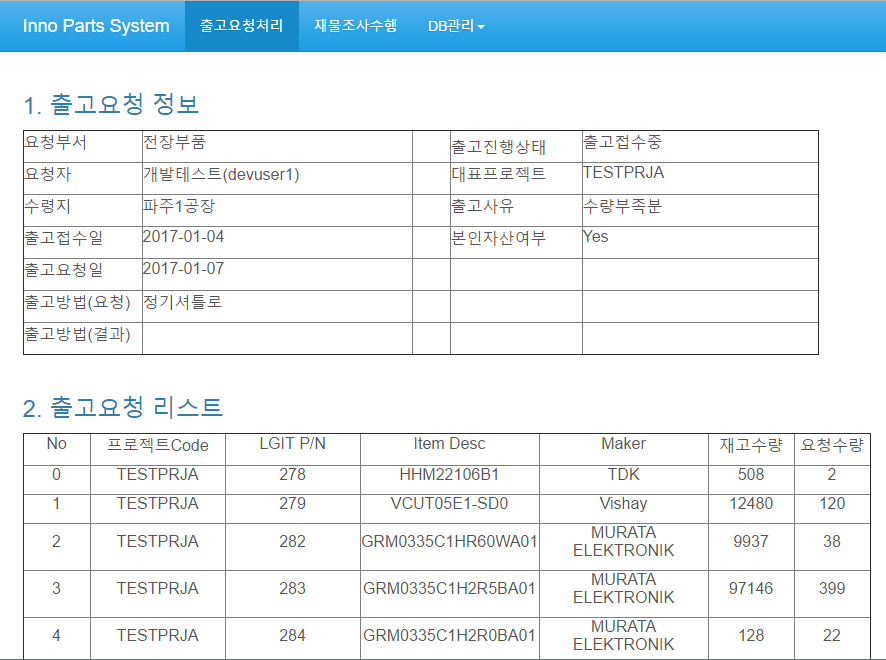 Inno Parts System 출고요청처리 재물조사수행 DB관리
1. 출고요청 정보
요청부서 전장부품 출고진행상태 출고접수중
요청자 개발테스트(devuser1) 대표프로젝트 TESTPRJA
수령지 파주1공장 출고사유 수량부족분
출고접수일 2017-01-04 본인자산여부 Yes
출고요청일 2017-01-07
출고방법(요청) 정기셔틀로
출고방법(결과)
2. 출고요청 리스트
No 프로젝트Code LGIT P/N Item Desc Maker 재고수량 요청수량
0 TESTPRJA 278 HHM22106B1 TDK 508 2
1 TESTPRJA 279 VCUT05E1-SD0 Vishay 12480 120
2 TESTPRJA 282 GRM0335C1HR60WA01 MURATA ELEKTRONIK 9937 38
3 TESTPRJA 283 GRM0335C1H2R5BA01 MURATA ELEKTRONIK 97146 399
4 TESTPRJA 284 GRM0335C1H2R0BA01 MURATA ELEKTRONIK 128 22